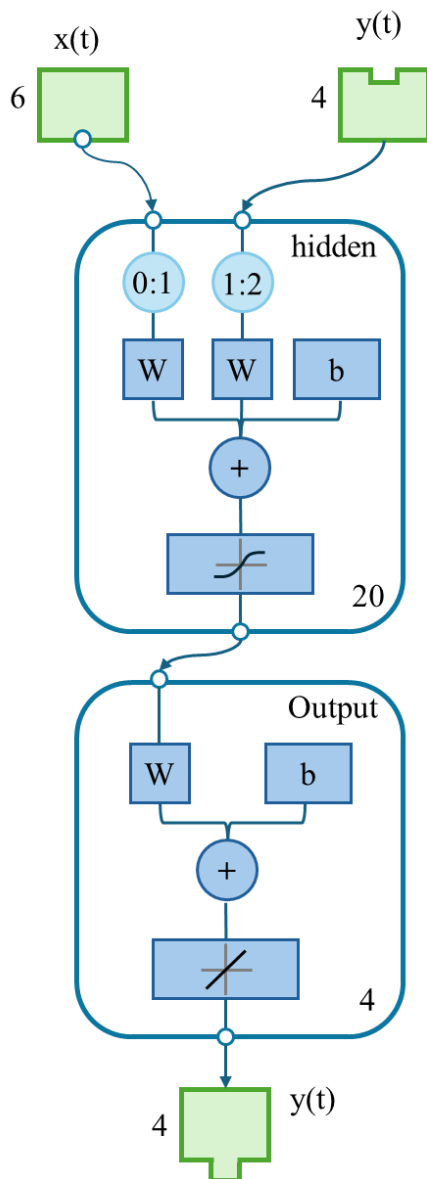 x(t) y(t)
6 4
hidden
0:1 1:2
W W b
+
20
Output
W b
+
4
4 y(t)